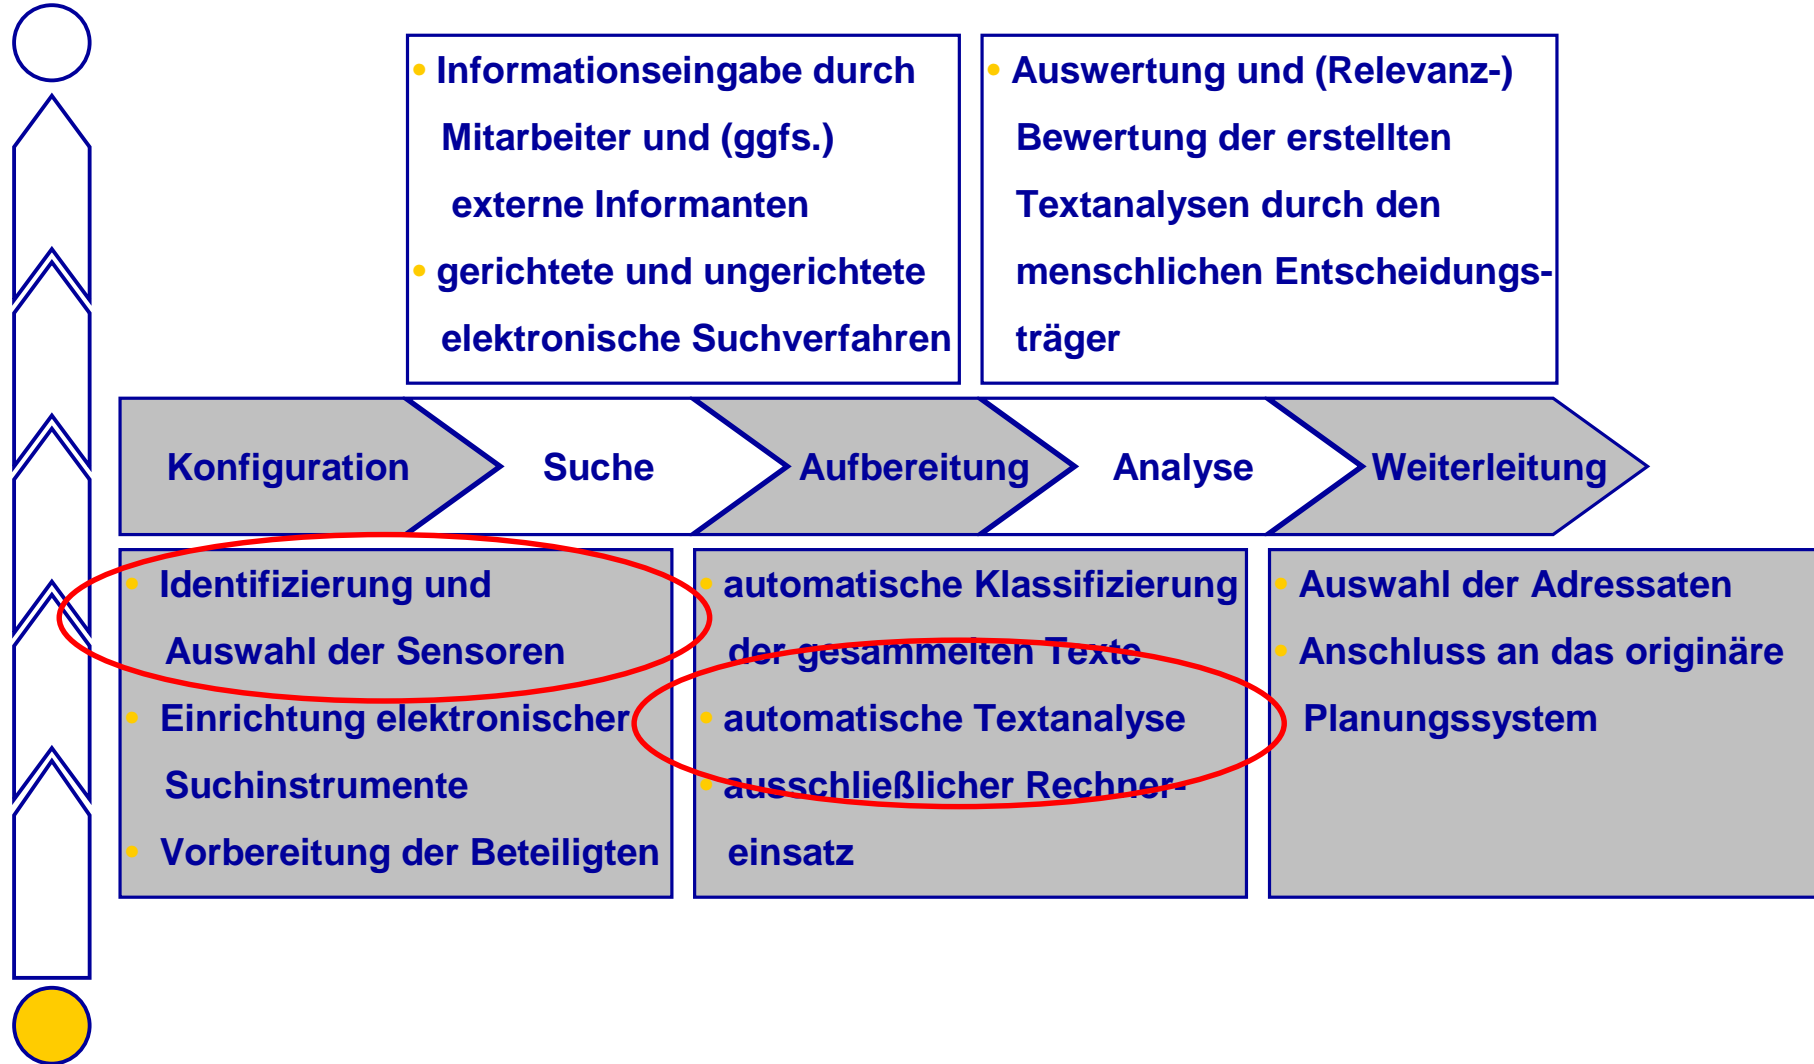 • Informationseingabe durch
Mitarbeiter und (ggfs.)
externe Informanten
• gerichtete und ungerichtete
elektronische Suchverfahren
• Auswertung und (Relevanz-)
Bewertung der erstellten
Textanalysen durch den
menschlichen Entscheidungs-
träger
Konfiguration
Suche
Aufbereitung
Analyse
Weiterleitung
• Identifizierung und
Auswahl der Sensoren
• Einrichtung elektronischer
Suchinstrumente
• Vorbereitung der Beteiligten
• automatische Klassifizierung
der gesammelten Texte
• automatische Textanalyse
• ausschließlicher Rechner-
einsatz
• Auswahl der Adressaten
• Anschluss an das originäre
Planungssystem